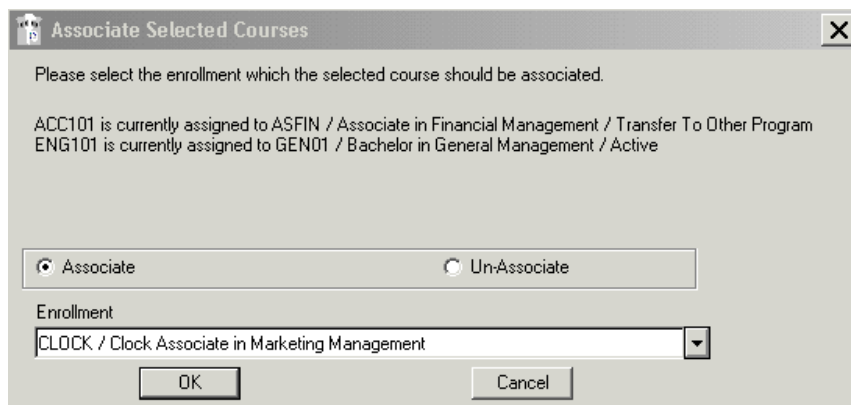 Associate Selected Courses
Please select the enrollment which the selected course should be associated.
ACC101 is currently assigned to ASFIN / Associate in Financial Management / Transfer To Other Program
ENG101 is currently assigned to GEN01 / Bachelor in General Management / Active
Associate Un-Associate
Enrollment
CLOCK / Clock Associate in Marketing Management
OK Cancel